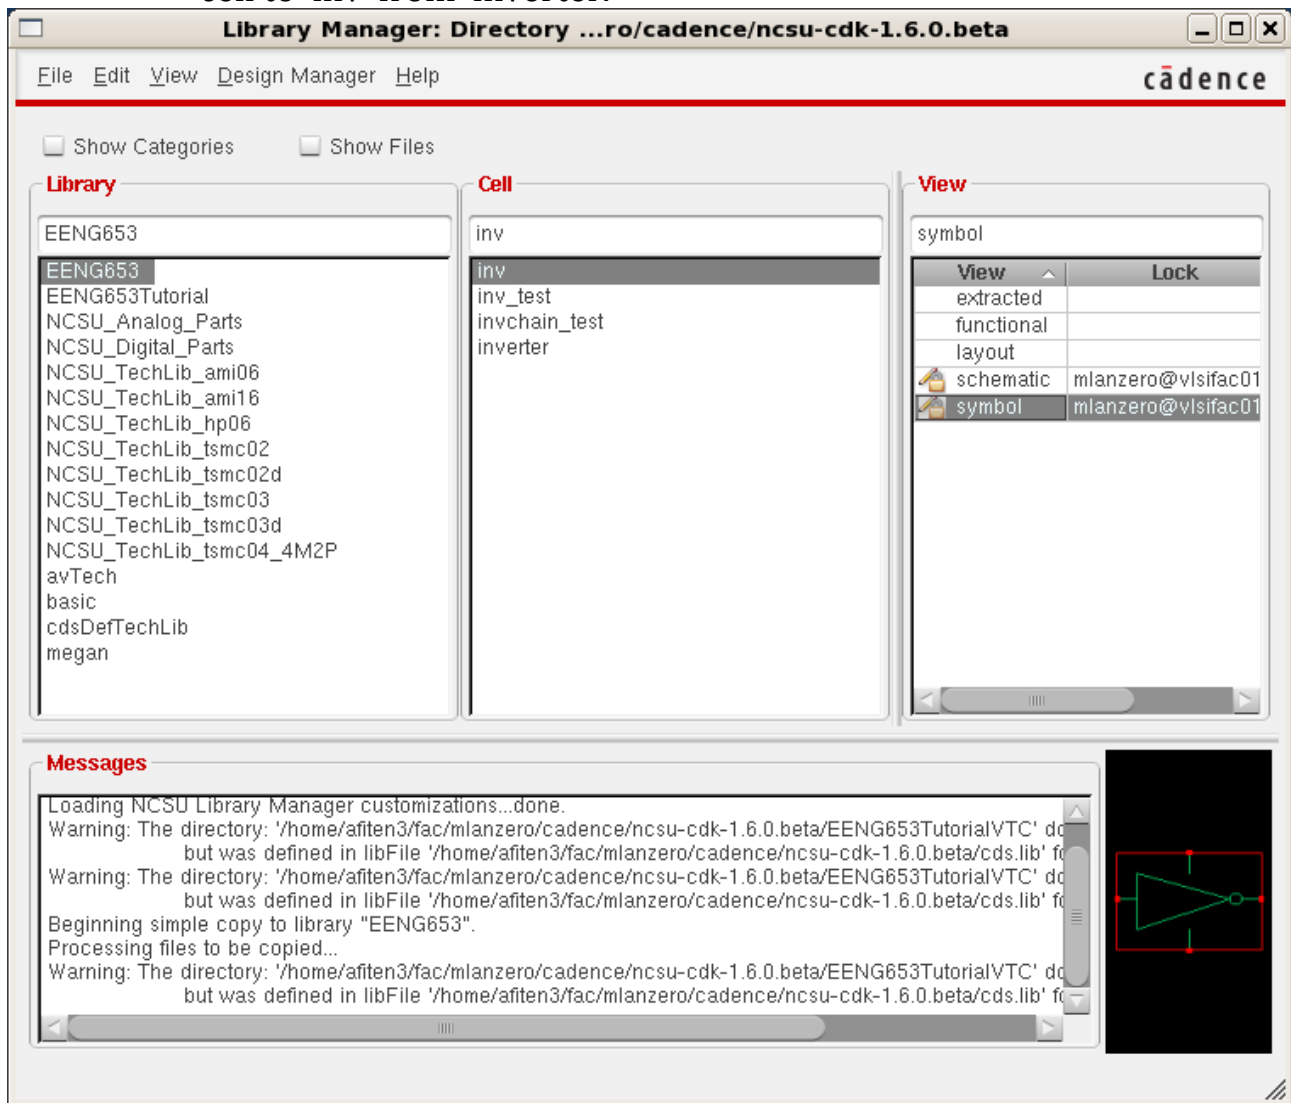 Library Manager: Directory ...ro/cadence/ncsu-cdk-1.6.0.beta
File Edit View Design Manager Help
cādence
Show Categories Show Files
Library
EENG653
EENG653
EENG653Tutorial
NCSU_Analog_Parts
NCSU_Digital_Parts
NCSU_TechLib_ami06
NCSU_TechLib_ami16
NCSU_TechLib_hp06
NCSU_TechLib_tsmc02
NCSU_TechLib_tsmc02d
NCSU_TechLib_tsmc03
NCSU_TechLib_tsmc03d
NCSU_TechLib_tsmc04_4M2P
avTech
basic
cdsDefTechLib
megan
Cell
inv
inv
inv_test
invchain_test
inverter
View
symbol
View Lock
extracted
functional
layout
schematic mlanzero@vlsifac01
symbol mlanzero@vlsifac01
Messages
Loading NCSU Library Manager customizations...done.
Warning: The directory: '/home/afiten3/fac/mlanzero/cadence/ncsu-cdk-1.6.0.beta/EENG653TutorialVTC' do
but was defined in libFile '/home/afiten3/fac/mlanzero/cadence/ncsu-cdk-1.6.0.beta/cds.lib' fo
Warning: The directory: '/home/afiten3/fac/mlanzero/cadence/ncsu-cdk-1.6.0.beta/EENG653TutorialVTC' do
but was defined in libFile '/home/afiten3/fac/mlanzero/cadence/ncsu-cdk-1.6.0.beta/cds.lib' fo
Beginning simple copy to library "EENG653".
Processing files to be copied...
Warning: The directory: '/home/afiten3/fac/mlanzero/cadence/ncsu-cdk-1.6.0.beta/EENG653TutorialVTC' do
but was defined in libFile '/home/afiten3/fac/mlanzero/cadence/ncsu-cdk-1.6.0.beta/cds.lib' fo